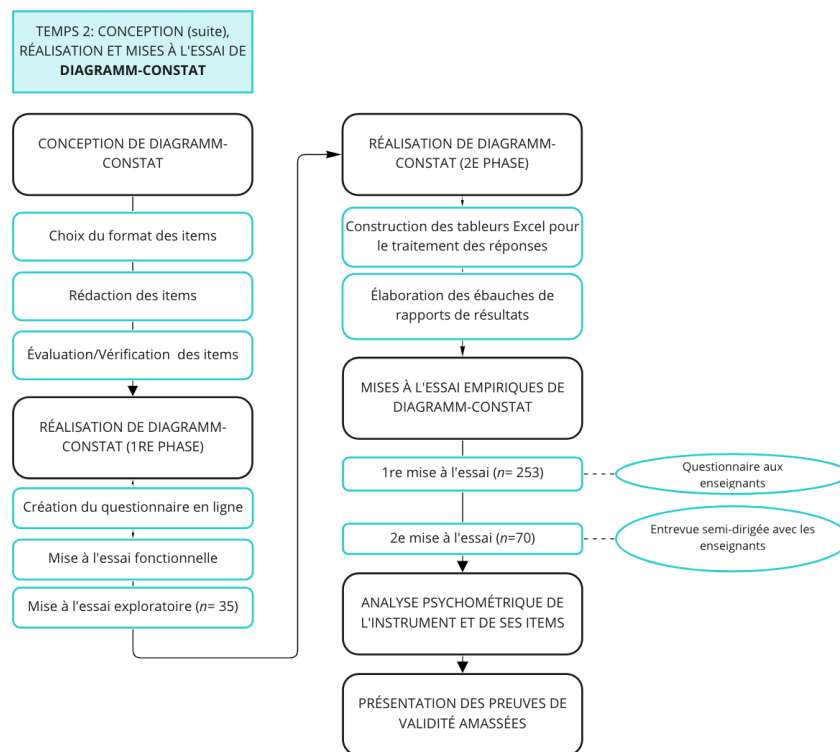 TEMPS 2: CONCEPTION (suite),
RÉALISATION ET MISES À L'ESSAI DE
DIAGRAMM-CONSTAT
CONCEPTION DE DIAGRAMM-
CONSTAT
Choix du format des items
Rédaction des items
Évaluation/Vérification des items
RÉALISATION DE DIAGRAMM-
CONSTAT (1RE PHASE)
Création du questionnaire en ligne
Mise à l'essai fonctionnelle
Mise à l'essai exploratoire (n= 35)
RÉALISATION DE DIAGRAMM-
CONSTAT (2E PHASE)
Construction des tableurs Excel pour
le traitement des réponses
Élaboration des ébauches de
rapports de résultats
MISES À L'ESSAI EMPIRIQUES DE
DIAGRAMM-CONSTAT
1re mise à l'essai (n= 253)
Questionnaire aux
enseignants
2e mise à l'essai (n=70)
Entrevue semi-dirigée avec les
enseignants
ANALYSE PSYCHOMÉTRIQUE DE
L'INSTRUMENT ET DE SES ITEMS
PRÉSENTATION DES PREUVES DE
VALIDITÉ AMASSÉES